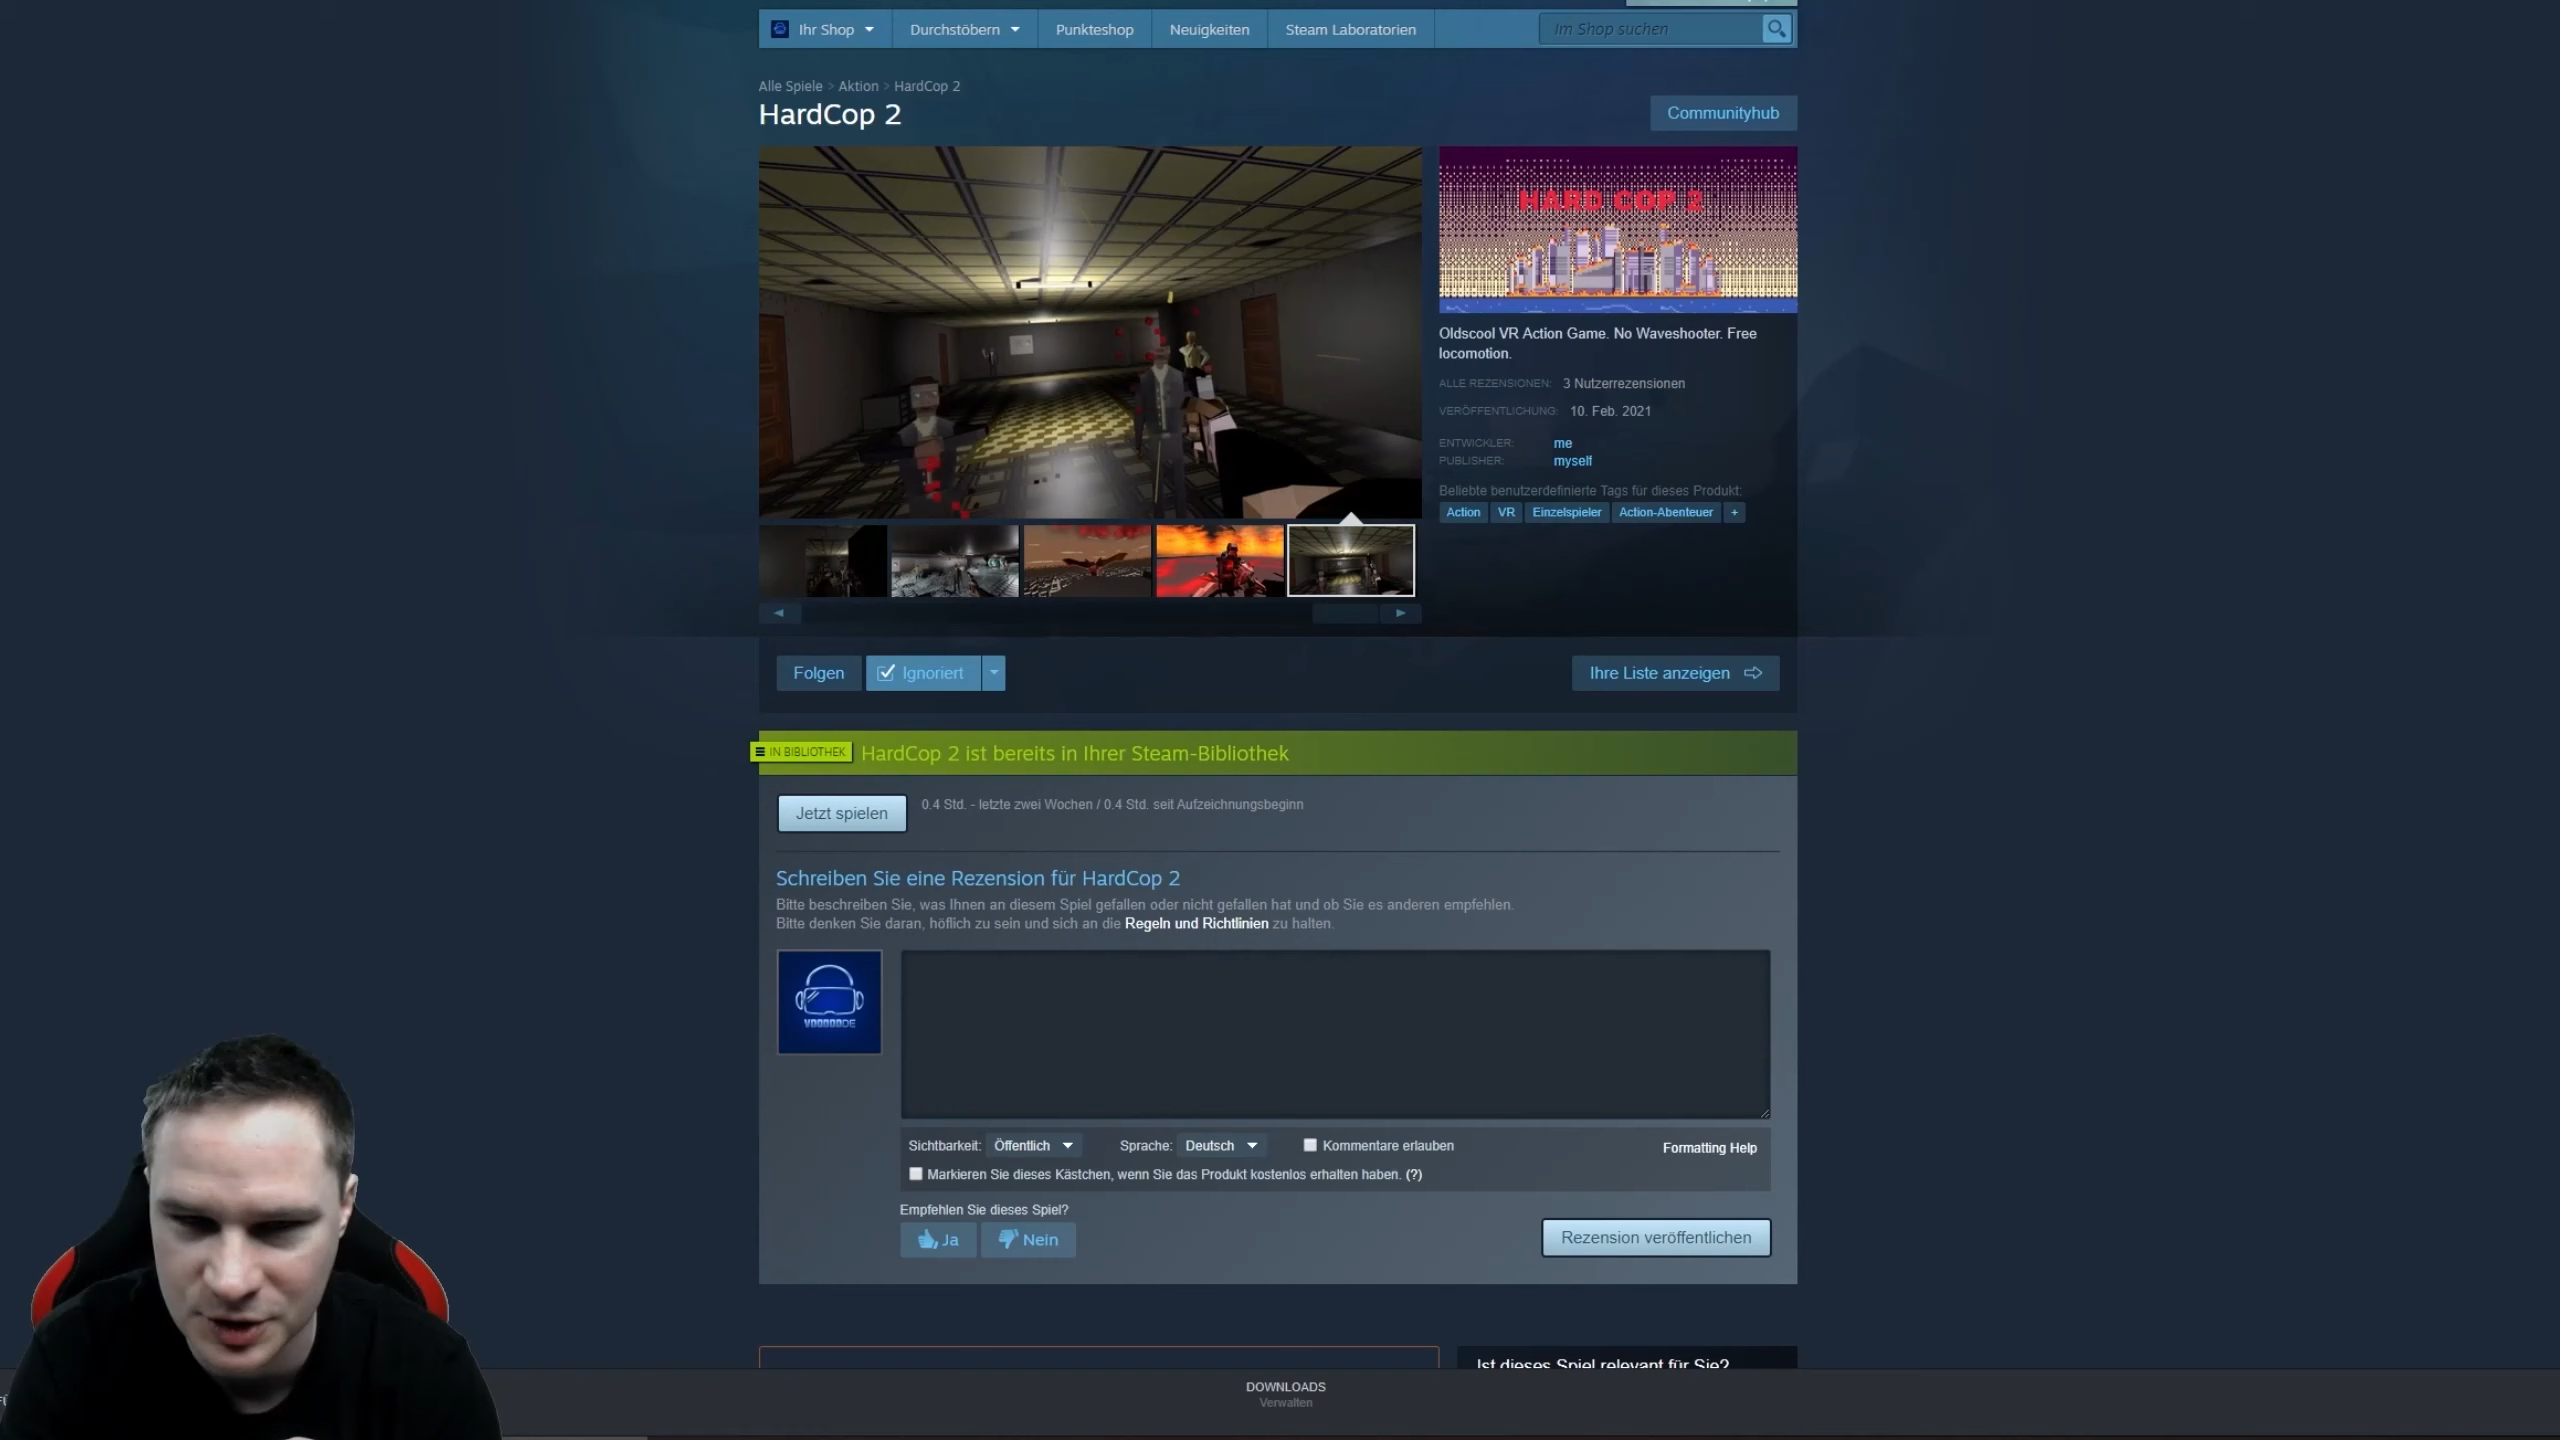 Ihr Shop
Durchstöbern
Punkteshop
Neuigkeiten
Steam Laboratorien
Im Shop suchen
Alle Spiele > Aktion > HardCop 2
HardCop 2
Communityhub
HARD COP 2
Oldscool VR Action Game. No Waveshooter. Free
locomotion.
ALLE REZENSIONEN: 3 Nutzerrezensionen
VERÖFFENTLICHUNG: 10. Feb. 2021
ENTWICKLER: me
PUBLISHER: myself
Beliebte benutzerdefinierte Tags für dieses Produkt:
Action VR Einzelspieler Action-Abenteuer +
Folgen
Ignoriert
Ihre Liste anzeigen
IN BIBLIOTHEK
HardCop 2 ist bereits in Ihrer Steam-Bibliothek
Jetzt spielen
0.4 Std. - letzte zwei Wochen / 0.4 Std. seit Aufzeichnungsbeginn
Schreiben Sie eine Rezension für HardCop 2
Bitte beschreiben Sie, was Ihnen an diesem Spiel gefallen oder nicht gefallen hat und ob Sie es anderen empfehlen.
Bitte denken Sie daran, höflich zu sein und sich an die Regeln und Richtlinien zu halten.
VOOOOODE
Sichtbarkeit: Öffentlich
Sprache: Deutsch
Kommentare erlauben
Formatting Help
Markieren Sie dieses Kästchen, wenn Sie das Produkt kostenlos erhalten haben. (?)
Empfehlen Sie dieses Spiel?
Ja
Nein
Rezension veröffentlichen
Ist dieses Spiel relevant für Sie?
DOWNLOADS
Verwalten